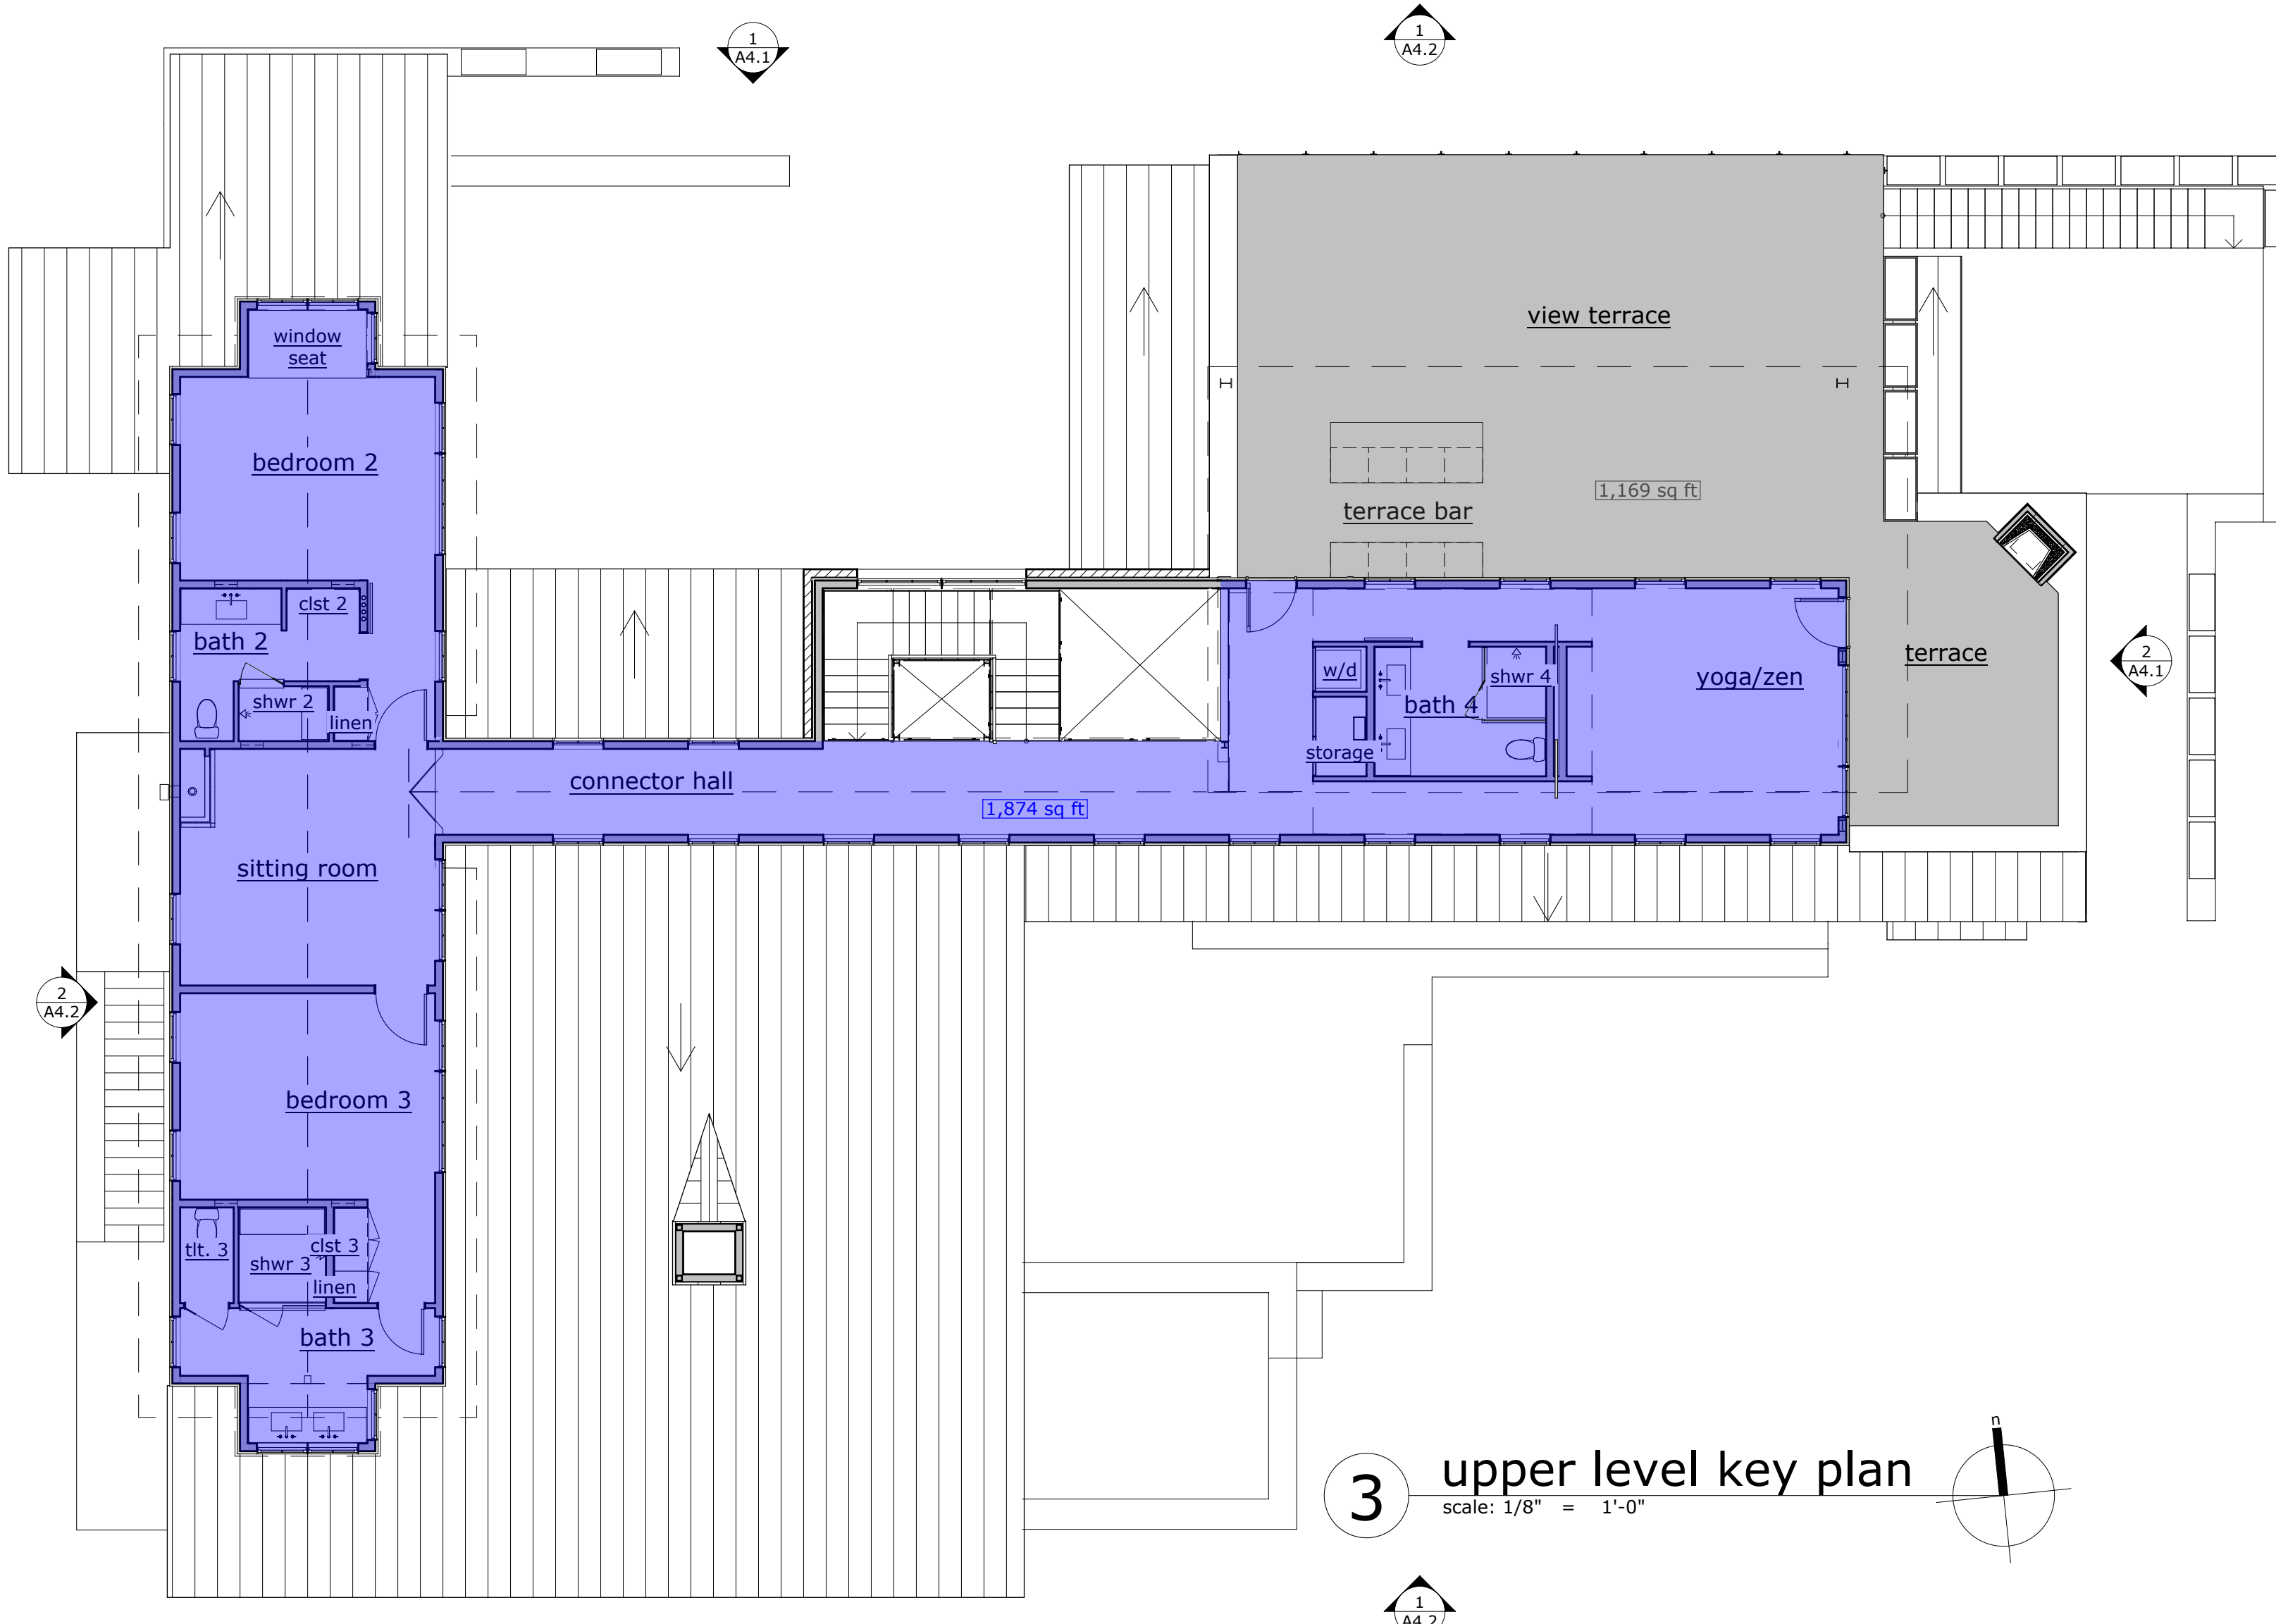 1
A4.1
1
A4.2
view terrace
window
seat
bedroom 2
1,169 sq ft
terrace bar
clst 2
bath 2
shwr 2
linen
w/d
bath 4
shwr 4
storage
yoga/zen
terrace
2
A4.1
connector hall
1,874 sq ft
sitting room
2
A4.2
bedroom 3
tlt. 3
shwr 3
clst 3
linen
bath 3
3
upper level key plan
scale: 1/8" = 1'-0"
n
1
A4.2